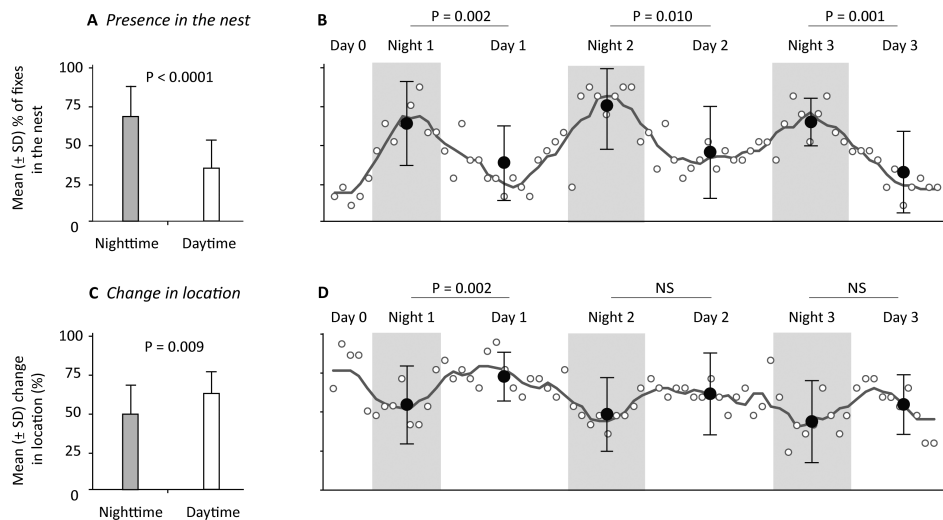 A Presence in the nest
B
P = 0.002
P = 0.010
P = 0.001
Day 0
Night 1
Day 1
Night 2
Day 2
Night 3
Day 3
Mean (± SD) % of fixes
in the nest
100
75
50
25
0
P < 0.0001
Nighttime
Daytime
C Change in location
D
P = 0.002
NS
NS
Day 0
Night 1
Day 1
Night 2
Day 2
Night 3
Day 3
Mean (± SD) change
in location (%)
100
75
50
25
0
P = 0.009
Nighttime
Daytime